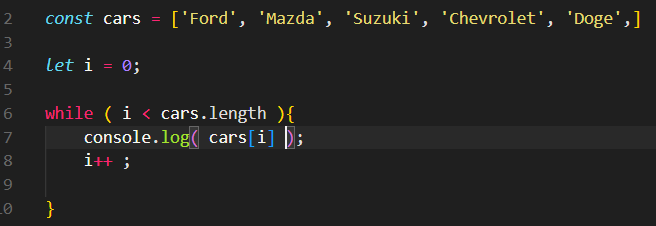 2 const cars = ['Ford', 'Mazda', 'Suzuki', 'Chevrolet', 'Doge',]
3
4 let i = 0;
5
6 while ( i < cars.length ){
7 console.log( cars[i] );
8 i++ ;
9
10 }